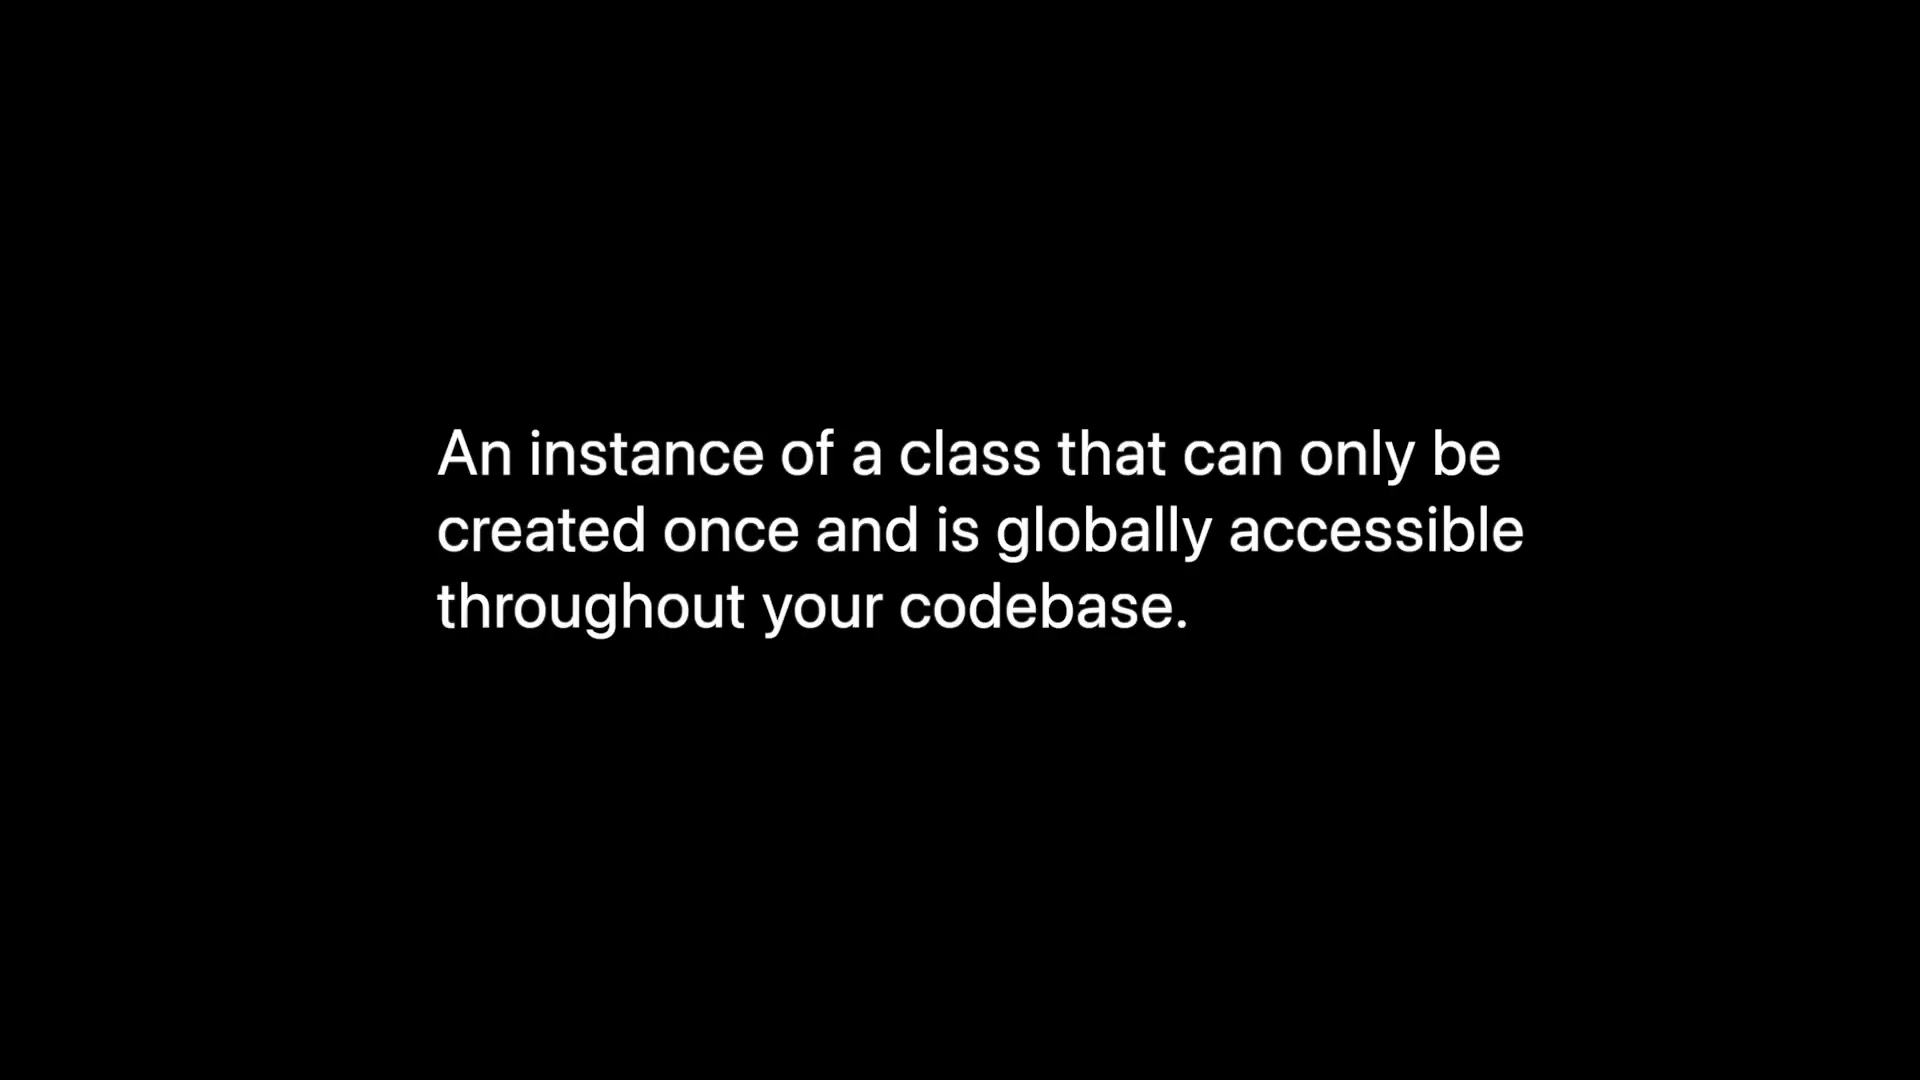 An instance of a class that can only be
created once and is globally accessible
throughout your codebase.